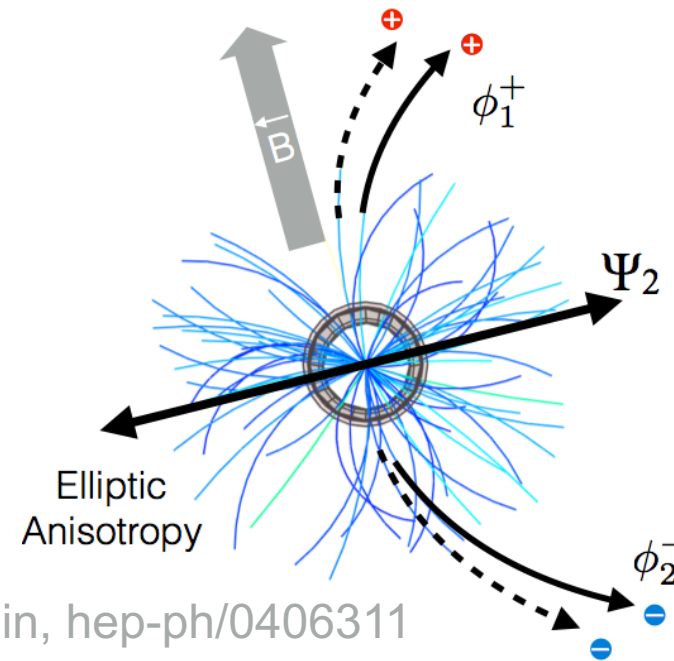 +
+
ϕ₁⁺
B
Ψ₂
Elliptic
Anisotropy
ϕ₂⁻
−
−
in, hep-ph/0406311